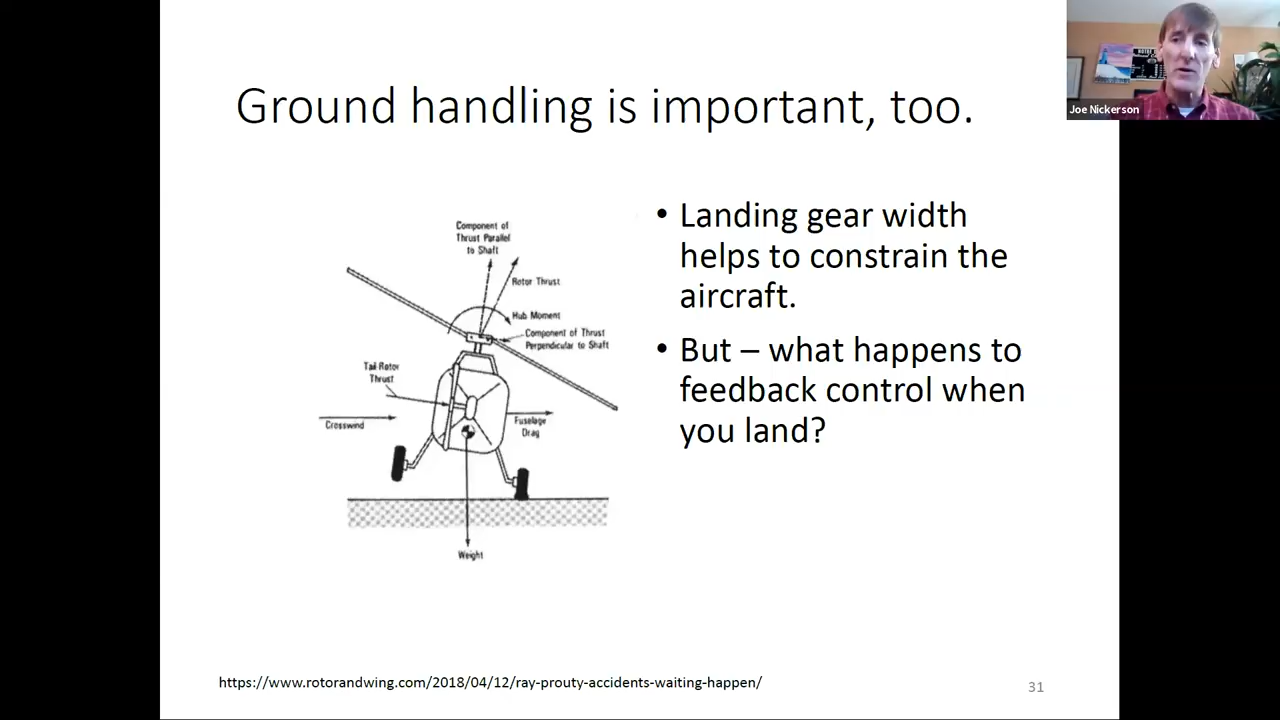 Ground handling is important, too.
Joe Nickerson
Component of
Thrust Parallel
to Shaft
Rotor Thrust
Hub Moment
Component of Thrust
Perpendicular to Shaft
Tail Rotor
Thrust
Crosswind
Fuselage
Drag
Weight
• Landing gear width
helps to constrain the
aircraft.
• But – what happens to
feedback control when
you land?
https://www.rotorandwing.com/2018/04/12/ray-prouty-accidents-waiting-happen/
31